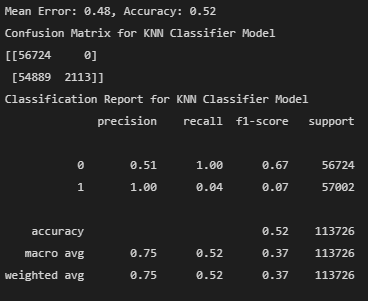 Mean Error: 0.48, Accuracy: 0.52
Confusion Matrix for KNN Classifier Model
[[56724     0]
 [54889  2113]]
Classification Report for KNN Classifier Model
              precision    recall  f1-score   support

           0       0.51      1.00      0.67     56724
           1       1.00      0.04      0.07     57002

    accuracy                           0.52    113726
   macro avg       0.75      0.52      0.37    113726
weighted avg       0.75      0.52      0.37    113726